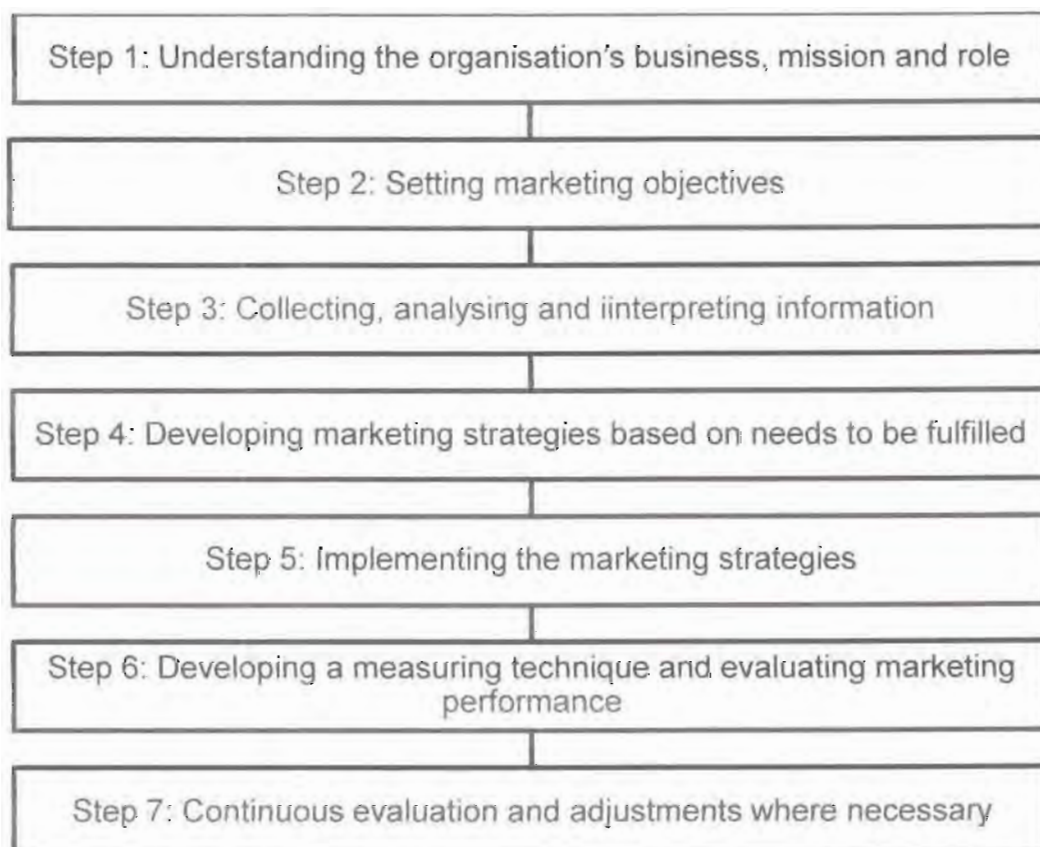 Step 1: Understanding the organisation's business, mission and role
Step 2: Setting marketing objectives
Step 3: Collecting, analysing and iinterpreting information
Step 4: Developing marketing strategies based on needs to be fulfilled
Step 5: Implementing the marketing strategies
Step 6: Developing a measuring technique and evaluating marketing
performance
Step 7: Continuous evaluation and adjustments where necessary